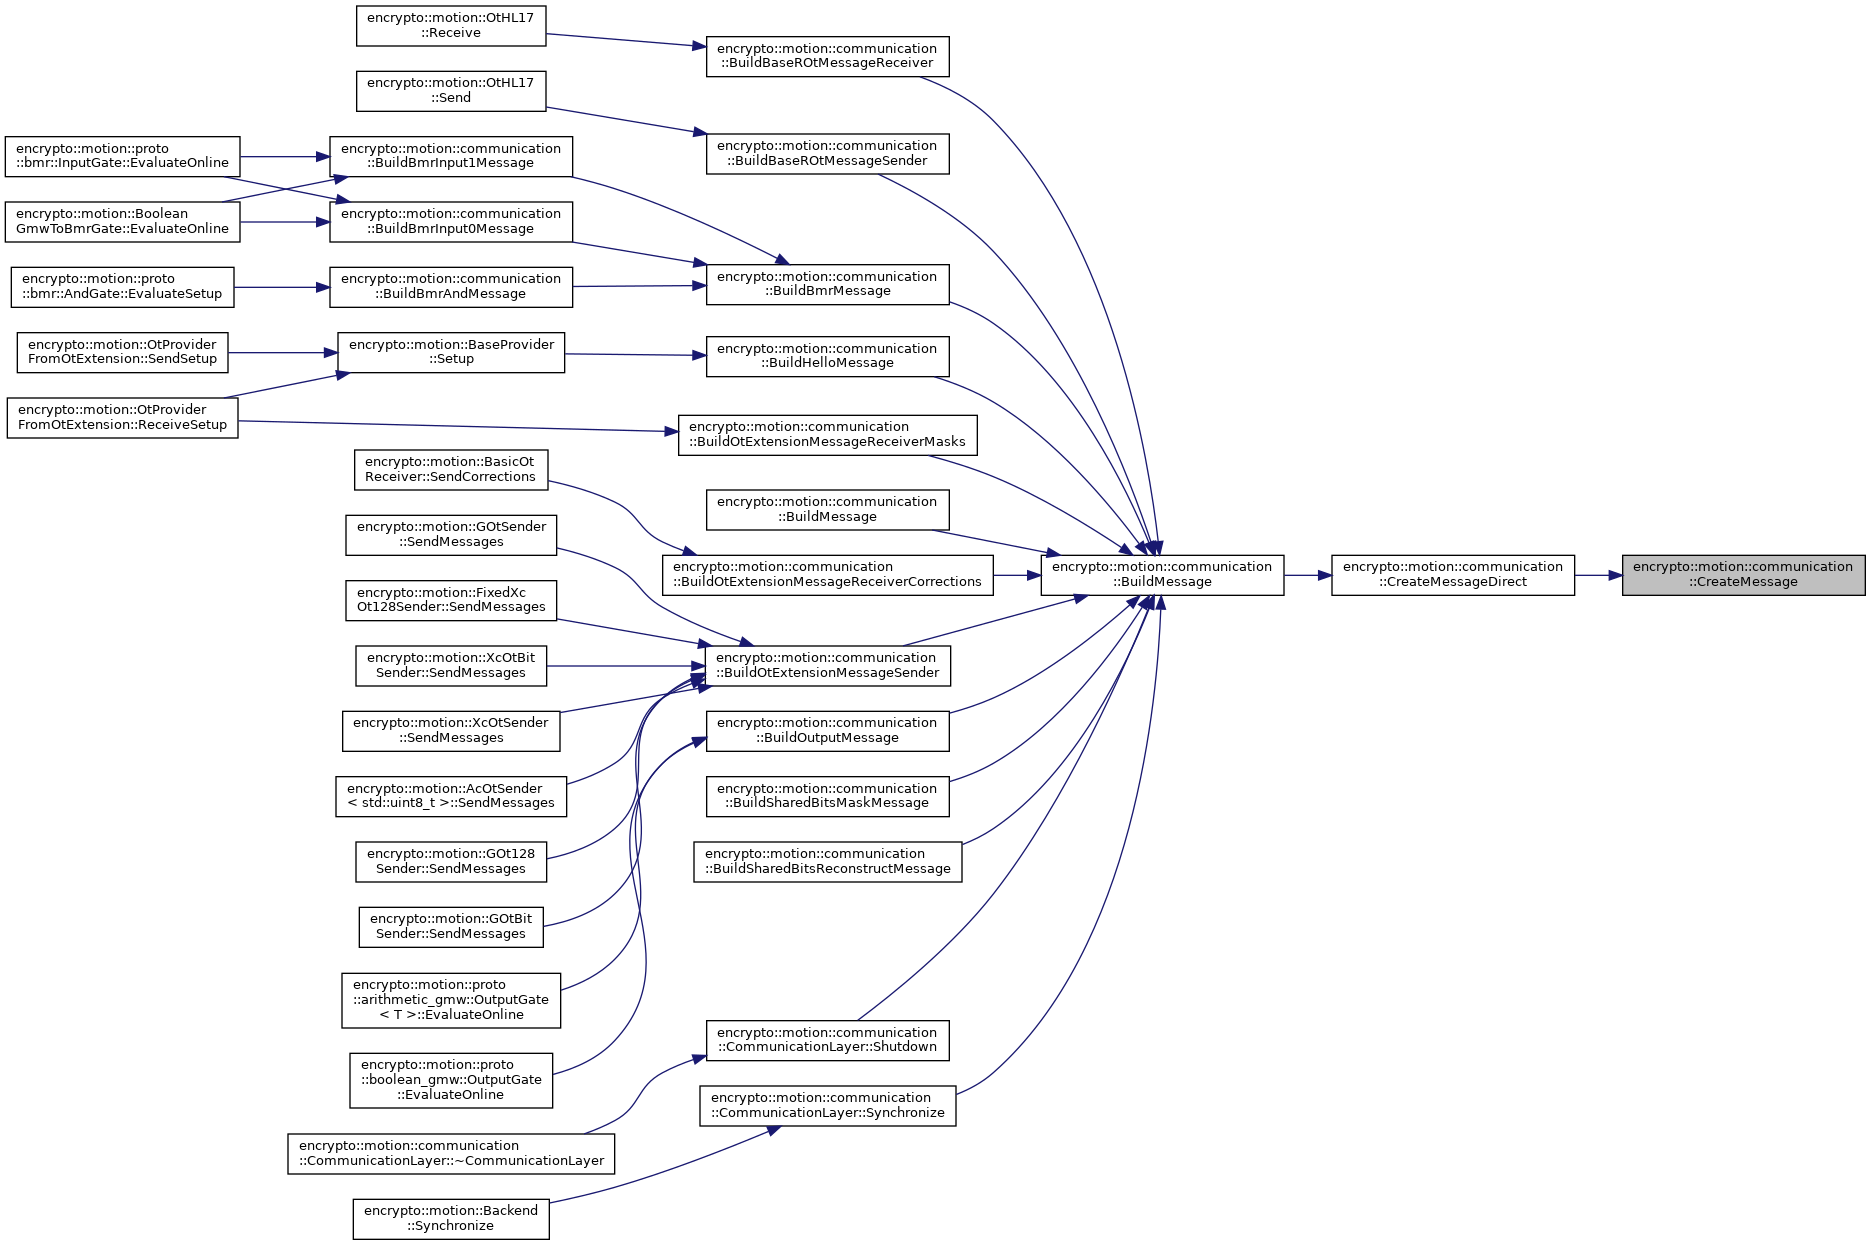 encrypto::motion::OtHL17
::Receive
encrypto::motion::OtHL17
::Send
encrypto::motion::proto
::bmr::InputGate::EvaluateOnline
encrypto::motion::Boolean
GmwToBmrGate::EvaluateOnline
encrypto::motion::proto
::bmr::AndGate::EvaluateSetup
encrypto::motion::OtProvider
FromOtExtension::SendSetup
encrypto::motion::OtProvider
FromOtExtension::ReceiveSetup
encrypto::motion::communication
::BuildBmrInput1Message
encrypto::motion::communication
::BuildBmrInput0Message
encrypto::motion::communication
::BuildBmrAndMessage
encrypto::motion::BaseProvider
::Setup
encrypto::motion::BasicOt
Receiver::SendCorrections
encrypto::motion::GOtSender
::SendMessages
encrypto::motion::FixedXc
Ot128Sender::SendMessages
encrypto::motion::XcOtBit
Sender::SendMessages
encrypto::motion::XcOtSender
::SendMessages
encrypto::motion::AcOtSender
< std::uint8_t >::SendMessages
encrypto::motion::GOt128
Sender::SendMessages
encrypto::motion::GOtBit
Sender::SendMessages
encrypto::motion::proto
::arithmetic_gmw::OutputGate
< T >::EvaluateOnline
encrypto::motion::proto
::boolean_gmw::OutputGate
::EvaluateOnline
encrypto::motion::communication
::CommunicationLayer::~CommunicationLayer
encrypto::motion::Backend
::Synchronize
encrypto::motion::communication
::BuildBaseROtMessageReceiver
encrypto::motion::communication
::BuildBaseROtMessageSender
encrypto::motion::communication
::BuildBmrMessage
encrypto::motion::communication
::BuildHelloMessage
encrypto::motion::communication
::BuildOtExtensionMessageReceiverMasks
encrypto::motion::communication
::BuildMessage
encrypto::motion::communication
::BuildOtExtensionMessageReceiverCorrections
encrypto::motion::communication
::BuildOtExtensionMessageSender
encrypto::motion::communication
::BuildOutputMessage
encrypto::motion::communication
::BuildSharedBitsMaskMessage
encrypto::motion::communication
::BuildSharedBitsReconstructMessage
encrypto::motion::communication
::CommunicationLayer::Shutdown
encrypto::motion::communication
::CommunicationLayer::Synchronize
encrypto::motion::communication
::BuildMessage
encrypto::motion::communication
::CreateMessageDirect
encrypto::motion::communication
::CreateMessage